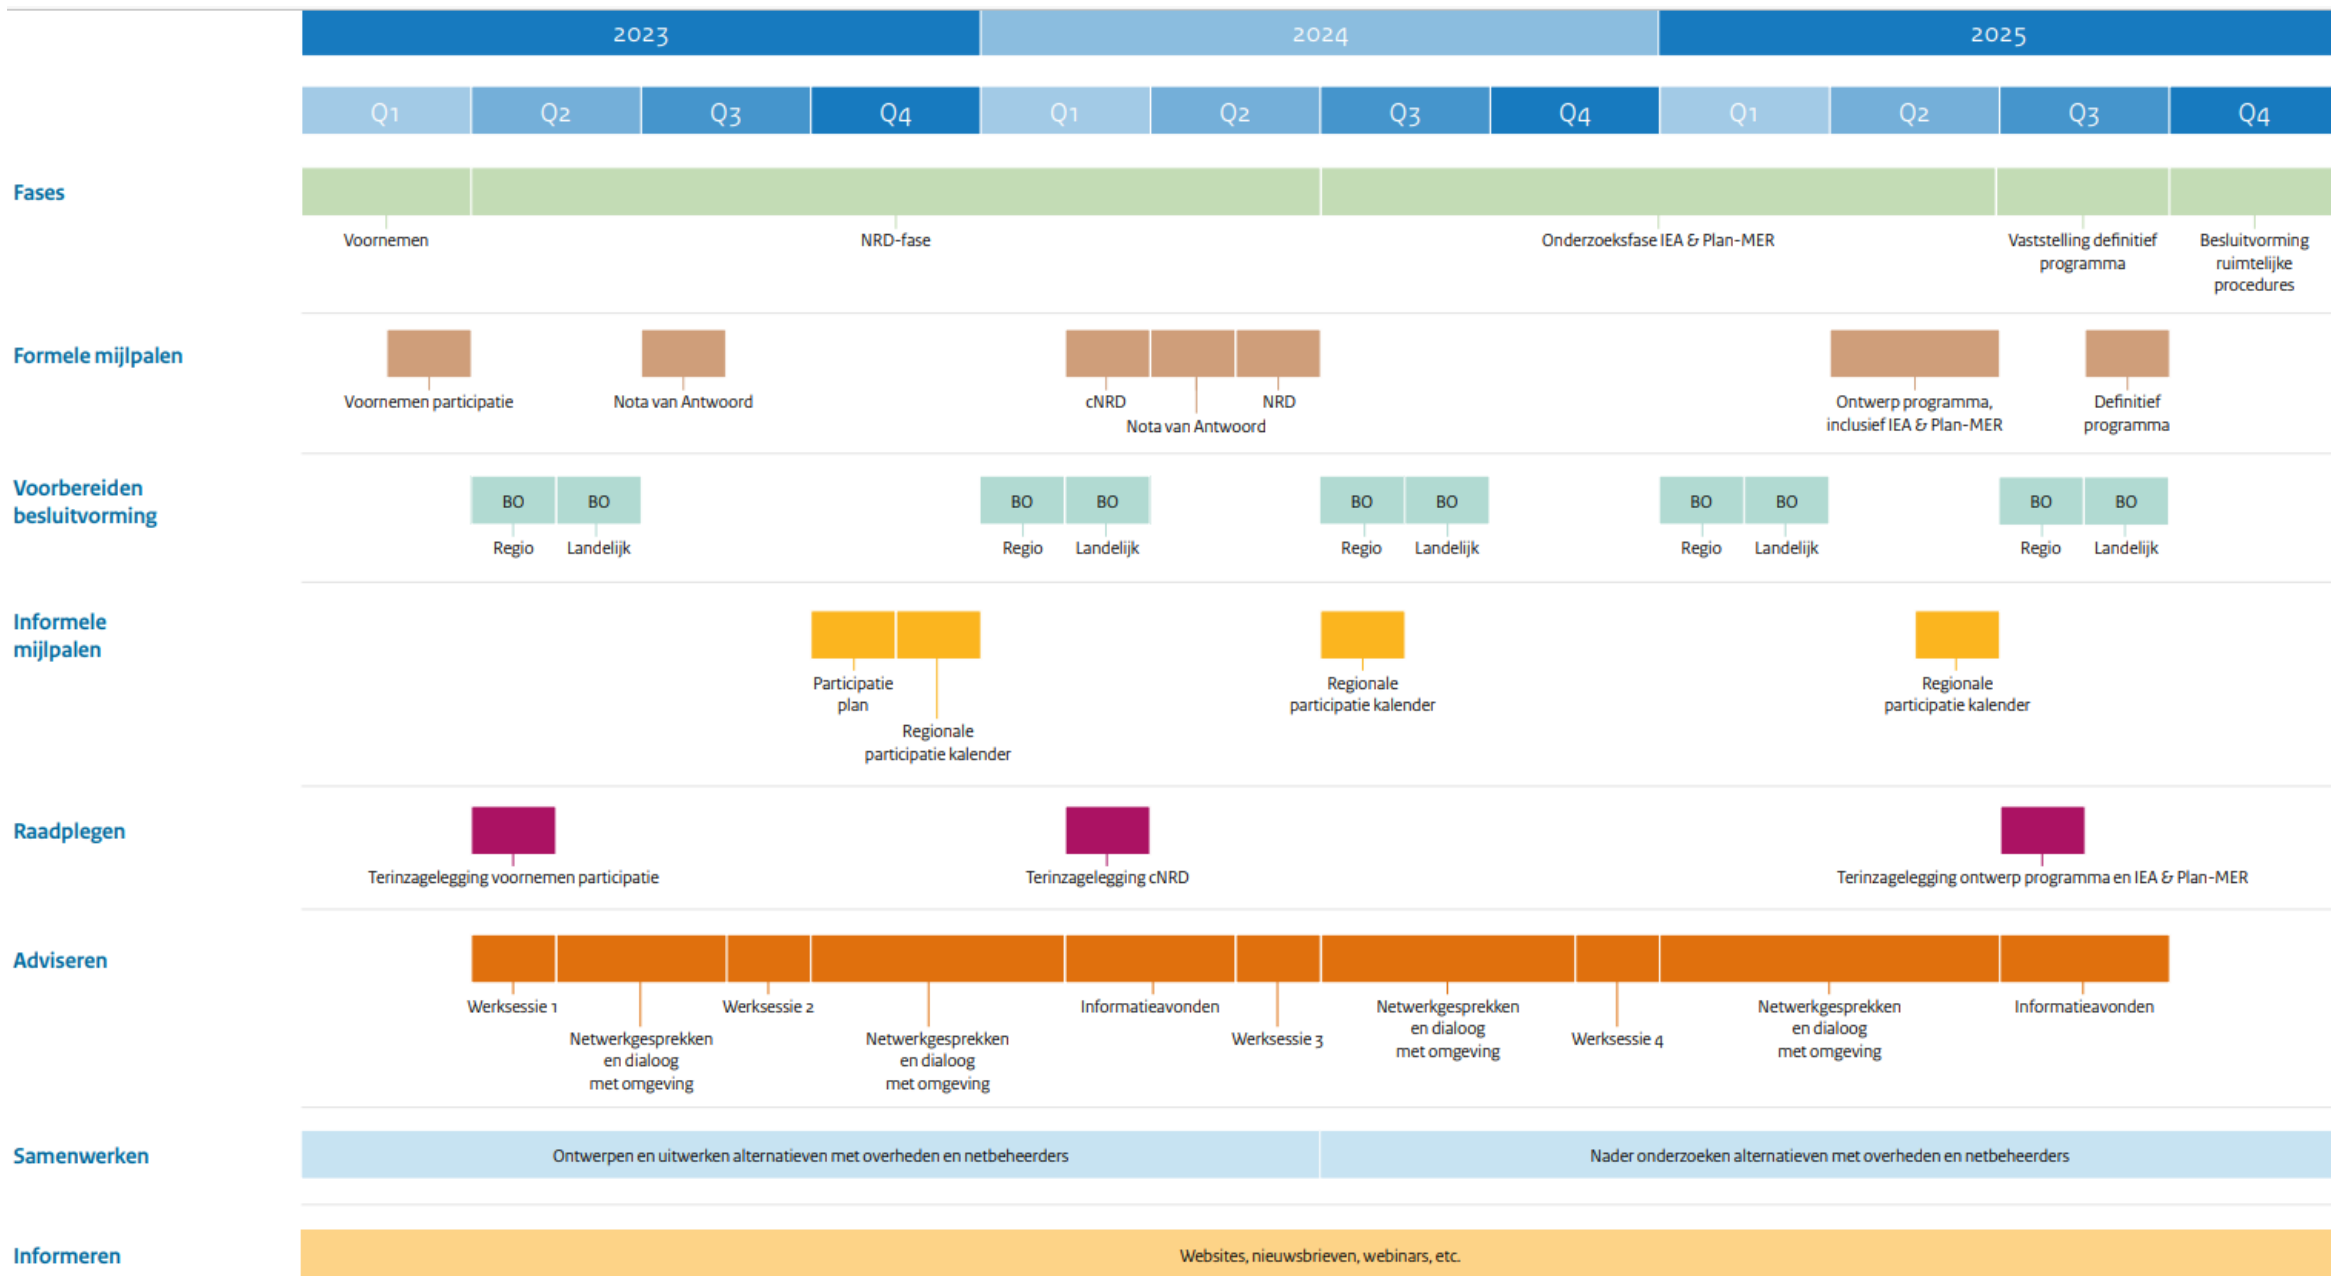 2023 2024 2025
Q1 Q2 Q3 Q4 Q1 Q2 Q3 Q4 Q1 Q2 Q3 Q4
Fases
Voornemen
NRD-fase
Onderzoeksfase IEA & Plan-MER
Vaststelling definitief
programma
Besluitvorming
ruimtelijke
procedures
Formele mijlpalen
Voornemen participatie
Nota van Antwoord
cNRD
Nota van Antwoord
NRD
Ontwerp programma,
inclusief IEA & Plan-MER
Definitief
programma
Voorbereiden
besluitvorming
BO BO BO BO BO BO BO BO BO BO
Regio Landelijk Regio Landelijk Regio Landelijk Regio Landelijk Regio Landelijk
Informele
mijlpalen
Participatie
plan
Regionale
participatie kalender
Regionale
participatie kalender
Regionale
participatie kalender
Raadplegen
Terinzagelegging voornemen participatie
Terinzagelegging cNRD
Terinzagelegging ontwerp programma en IEA & Plan-MER
Adviseren
Werksessie 1
Netwerkgesprekken
en dialoog
met omgeving
Werksessie 2
Netwerkgesprekken
en dialoog
met omgeving
Informatieavonden
Werksessie 3
Netwerkgesprekken
en dialoog
met omgeving
Werksessie 4
Netwerkgesprekken
en dialoog
met omgeving
Informatieavonden
Samenwerken
Ontwerpen en uitwerken alternatieven met overheden en netbeheerders
Nader onderzoeken alternatieven met overheden en netbeheerders
Informeren
Websites, nieuwsbrieven, webinars, etc.